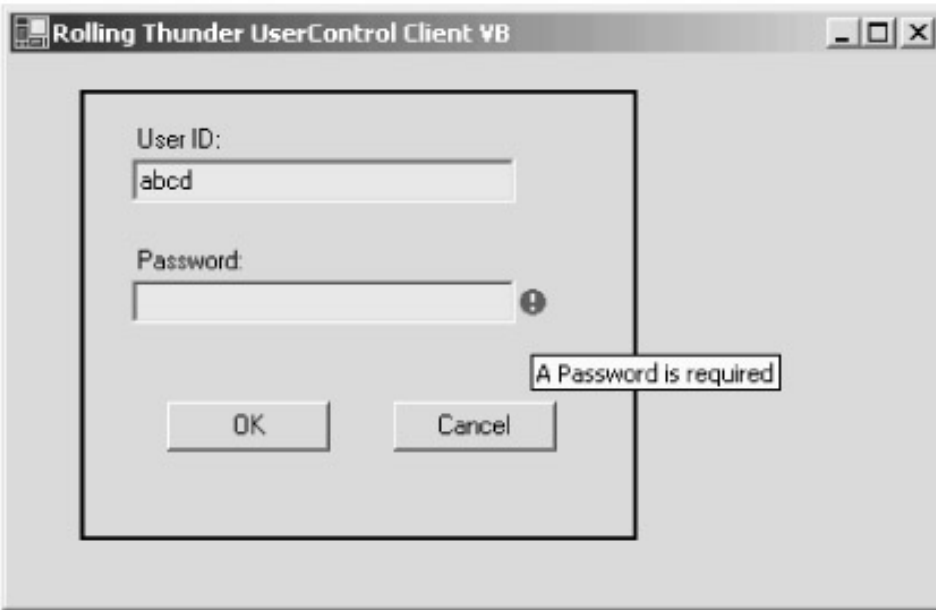 Rolling Thunder UserControl Client VB
User ID:
abcd
Password:
A Password is required
OK
Cancel